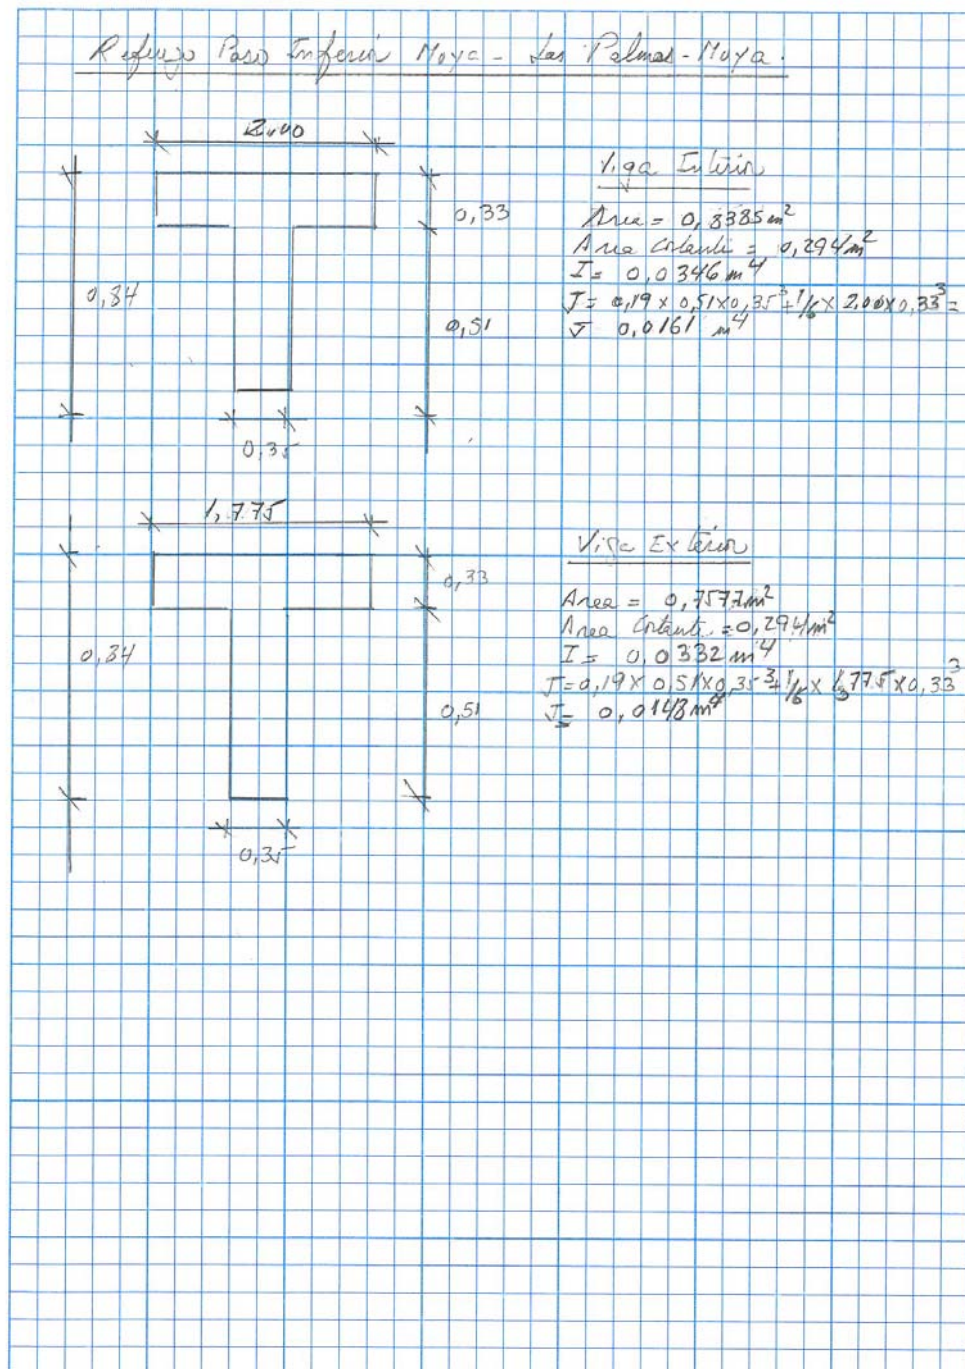 Refuerzo Paso Inferior Moya - Las Palmas - Moya.
2,00
0,33
0,84
0,51
0,35
Viga Interior
Area = 0,8385 m²
Area Cortante = 0,294 m²
I = 0,0346 m⁴
J = 0,19 x 0,51 x 0,35³ + 1/6 x 2,00 x 0,33³ =
J 0,0161 m⁴
1,775
0,33
0,84
0,51
0,35
Viga Exterior
Area = 0,7577 m²
Area Cortante = 0,294 m²
I = 0,0332 m⁴
J = 0,19 x 0,51 x 0,35³ + 1/6 x 1,775 x 0,33³
J = 0,0148 m⁴